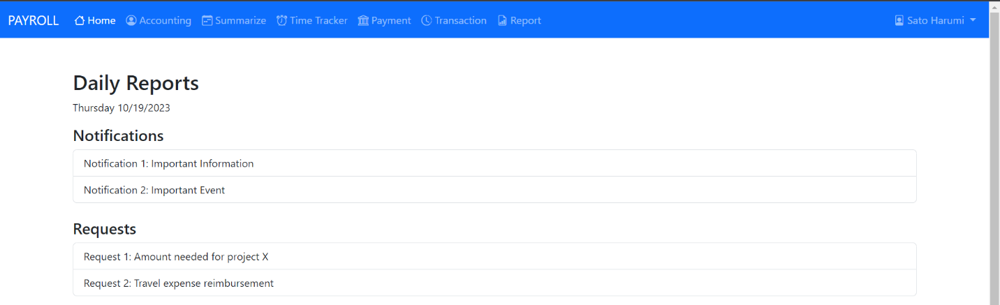 PAYROLL Home Accounting Summarize Time Tracker Payment Transaction Report Sato Harumi
Daily Reports
Thursday 10/19/2023
Notifications
Notification 1: Important Information
Notification 2: Important Event
Requests
Request 1: Amount needed for project X
Request 2: Travel expense reimbursement